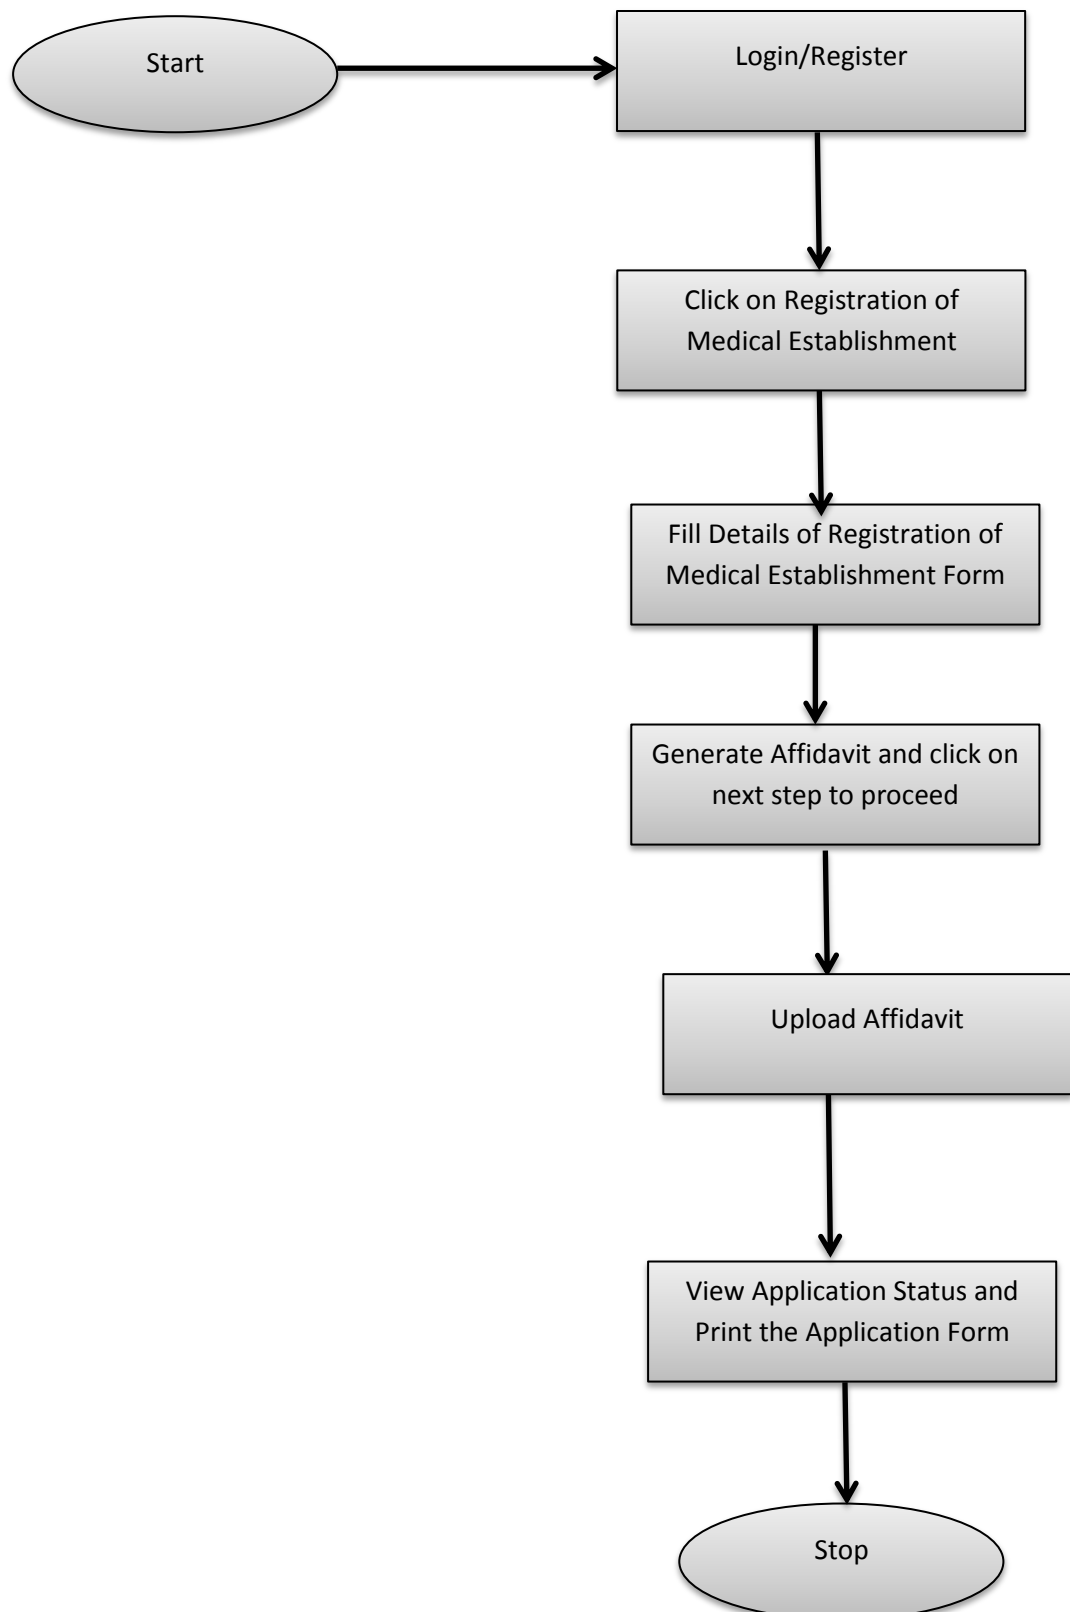 Start
Login/Register
Click on Registration of
Medical Establishment
Fill Details of Registration of
Medical Establishment Form
Generate Affidavit and click on
next step to proceed
Upload Affidavit
View Application Status and
Print the Application Form
Stop